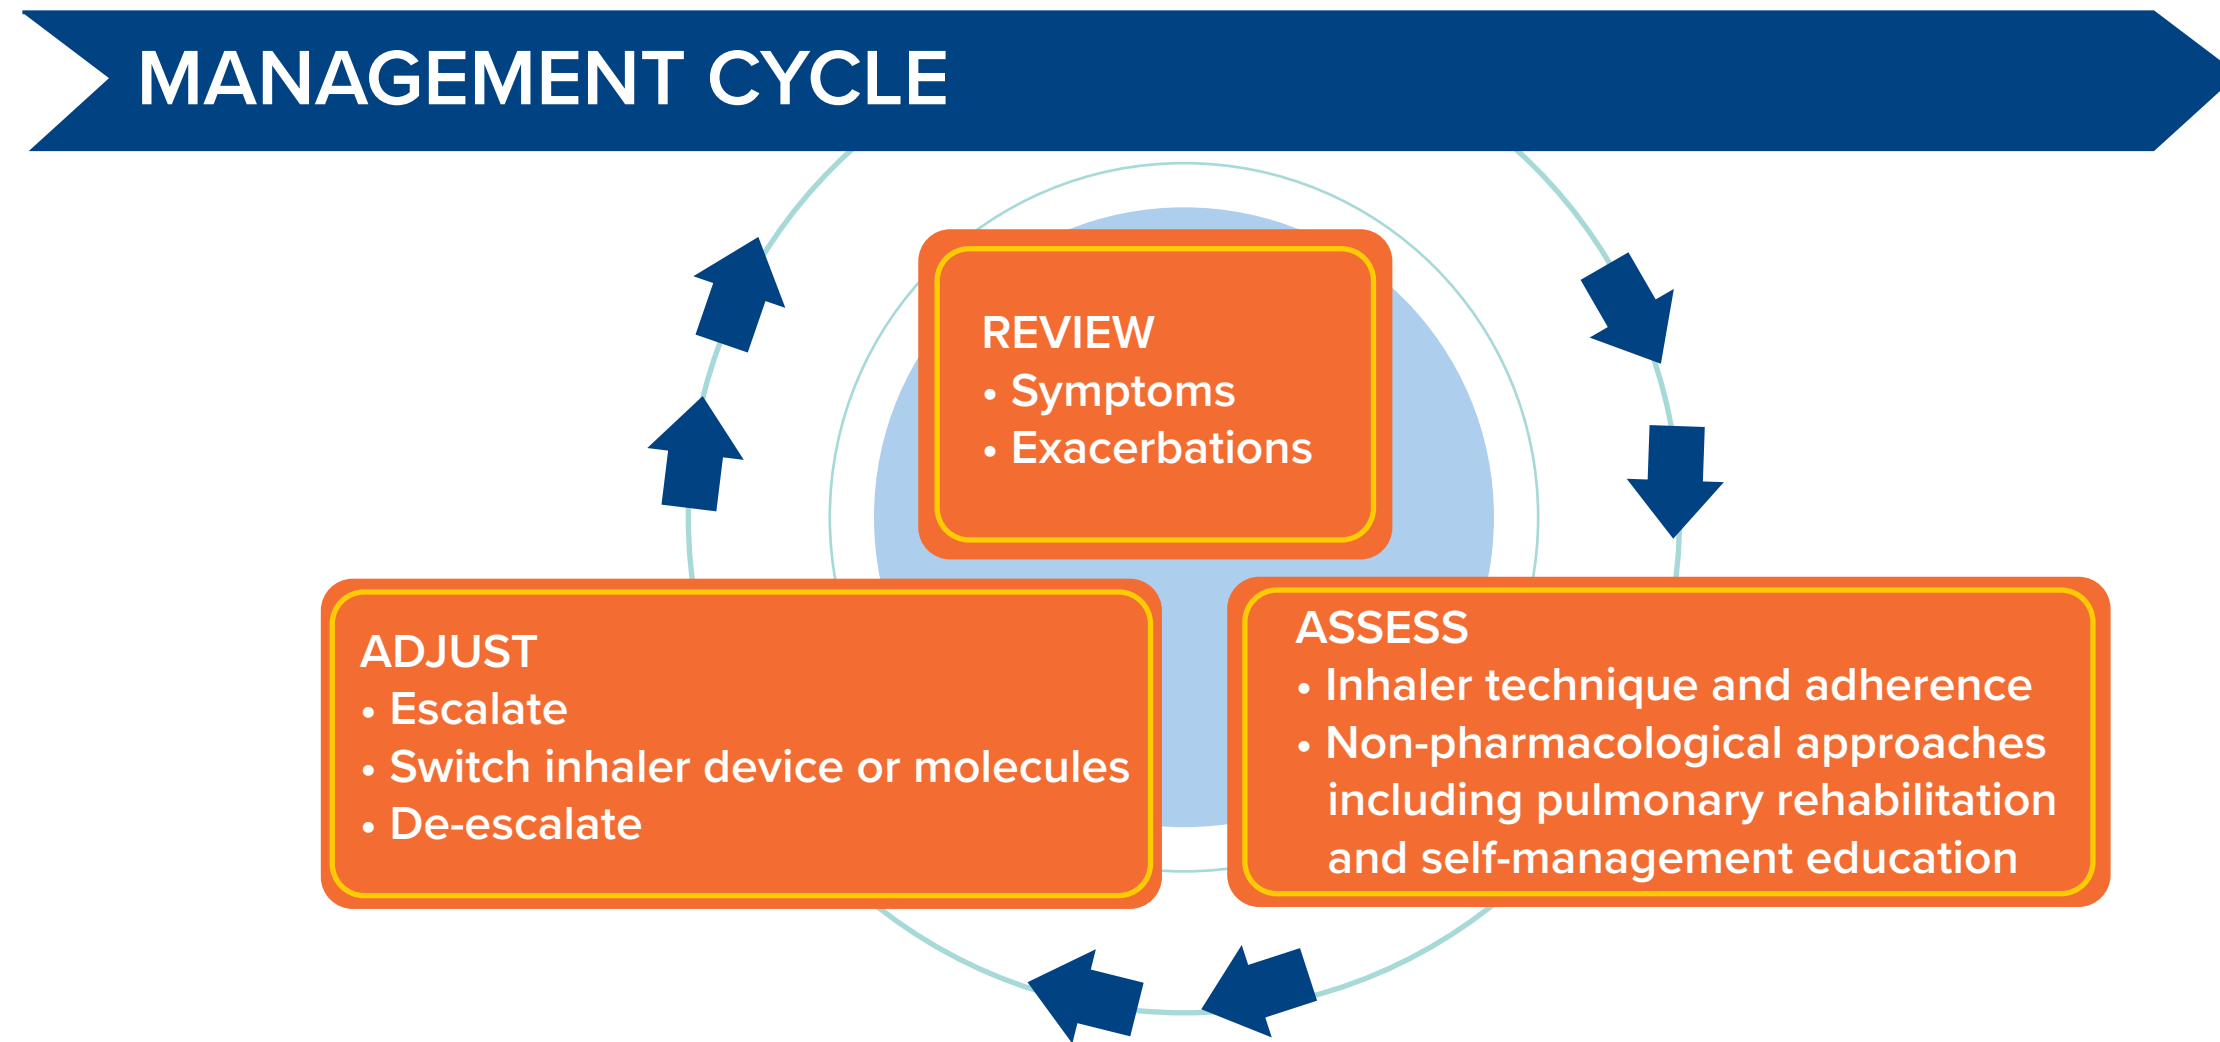 MANAGEMENT CYCLE
REVIEW
• Symptoms
• Exacerbations
ADJUST
• Escalate
• Switch inhaler device or molecules
• De-escalate
ASSESS
• Inhaler technique and adherence
• Non-pharmacological approaches
including pulmonary rehabilitation
and self-management education